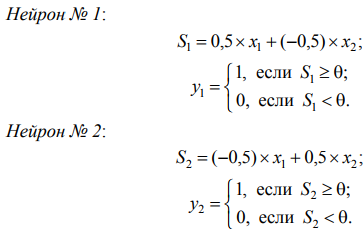 Нейрон № 1:
S₁ = 0,5 × x₁ + (−0,5) × x₂;
y₁ = { 1, если S₁ ≥ θ;
0, если S₁ < θ.
Нейрон № 2:
S₂ = (−0,5) × x₁ + 0,5 × x₂;
y₂ = { 1, если S₂ ≥ θ;
0, если S₂ < θ.